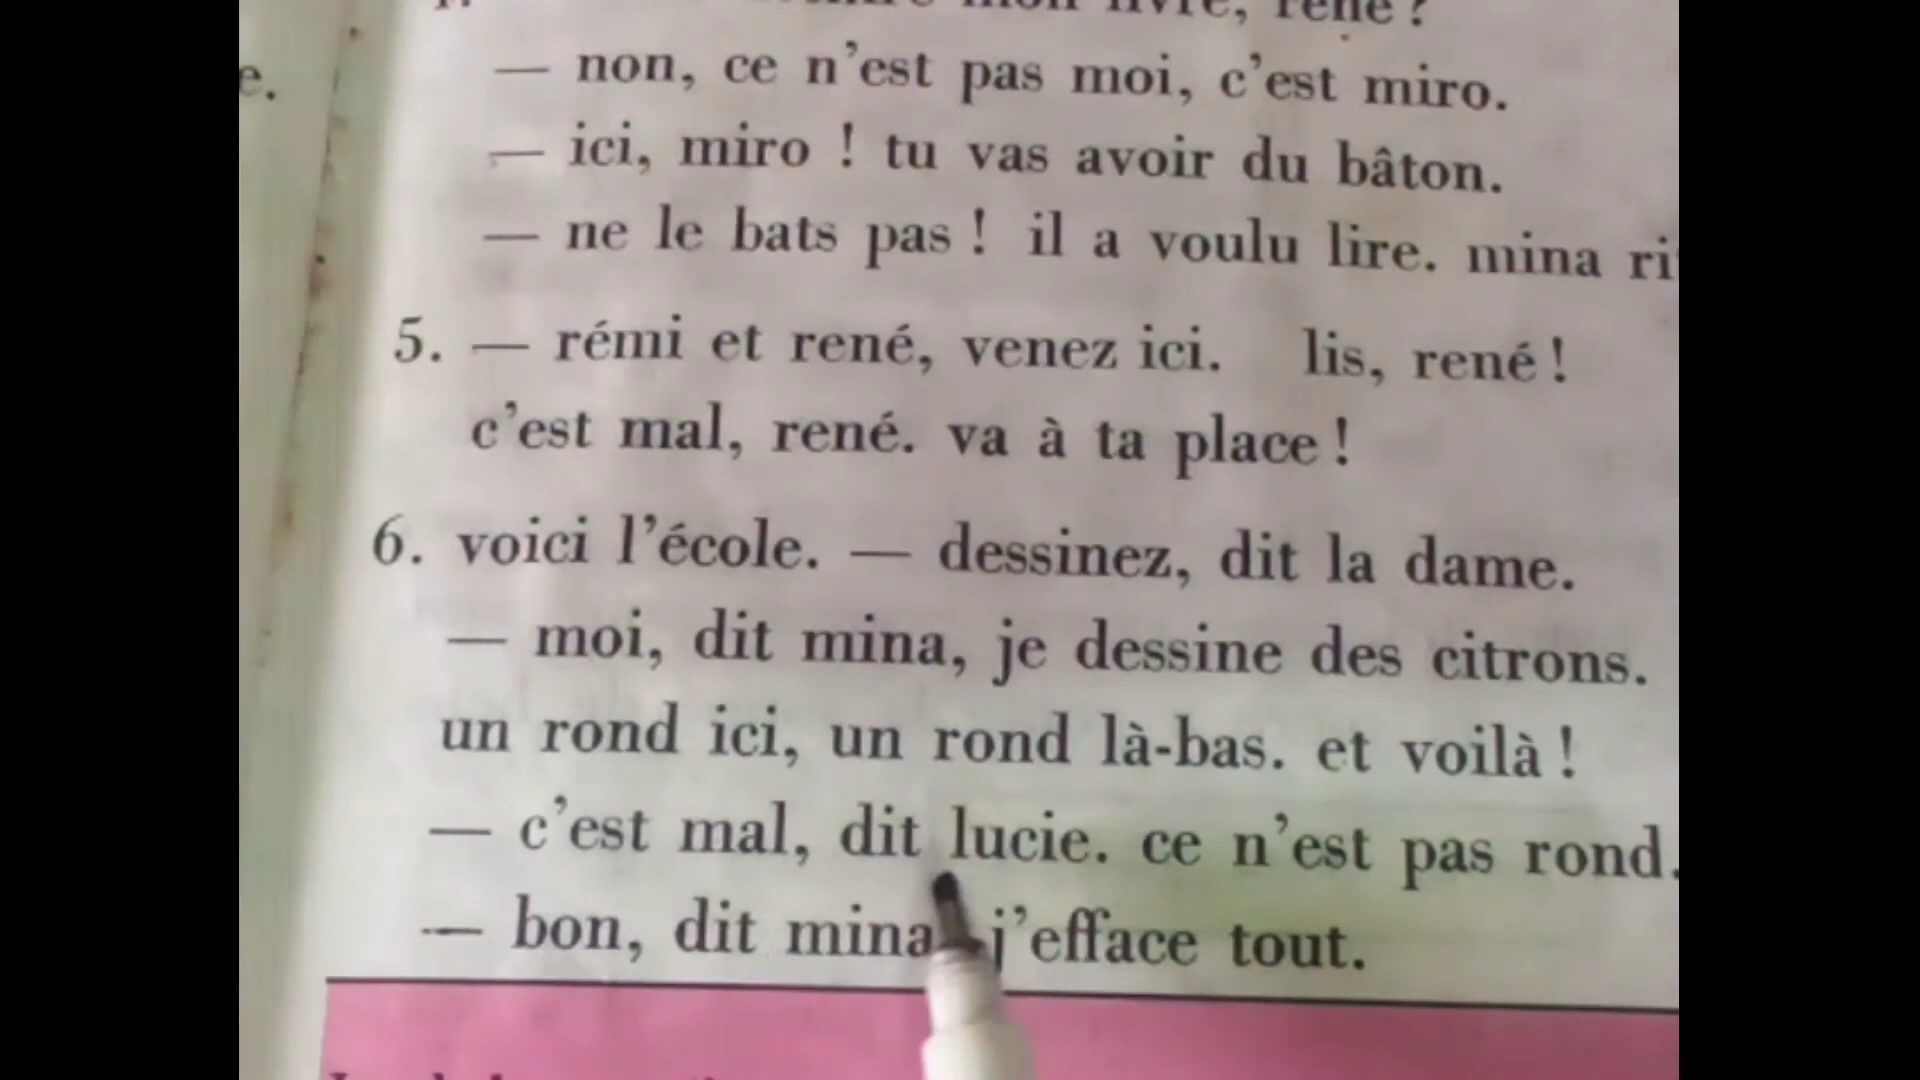 mon livre, rené ?
e.
— non, ce n'est pas moi, c'est miro.
— ici, miro ! tu vas avoir du bâton.
— ne le bats pas ! il a voulu lire. mina
5. — rémi et rené, venez ici. lis, rené !
c'est mal, rené. va à ta place !
6. voici l'école. — dessinez, dit la dame.
— moi, dit mina, je dessine des citrons.
un rond ici, un rond là-bas. et voilà !
— c'est mal, dit lucie. ce n'est pas rond.
— bon, dit mina j'efface tout.